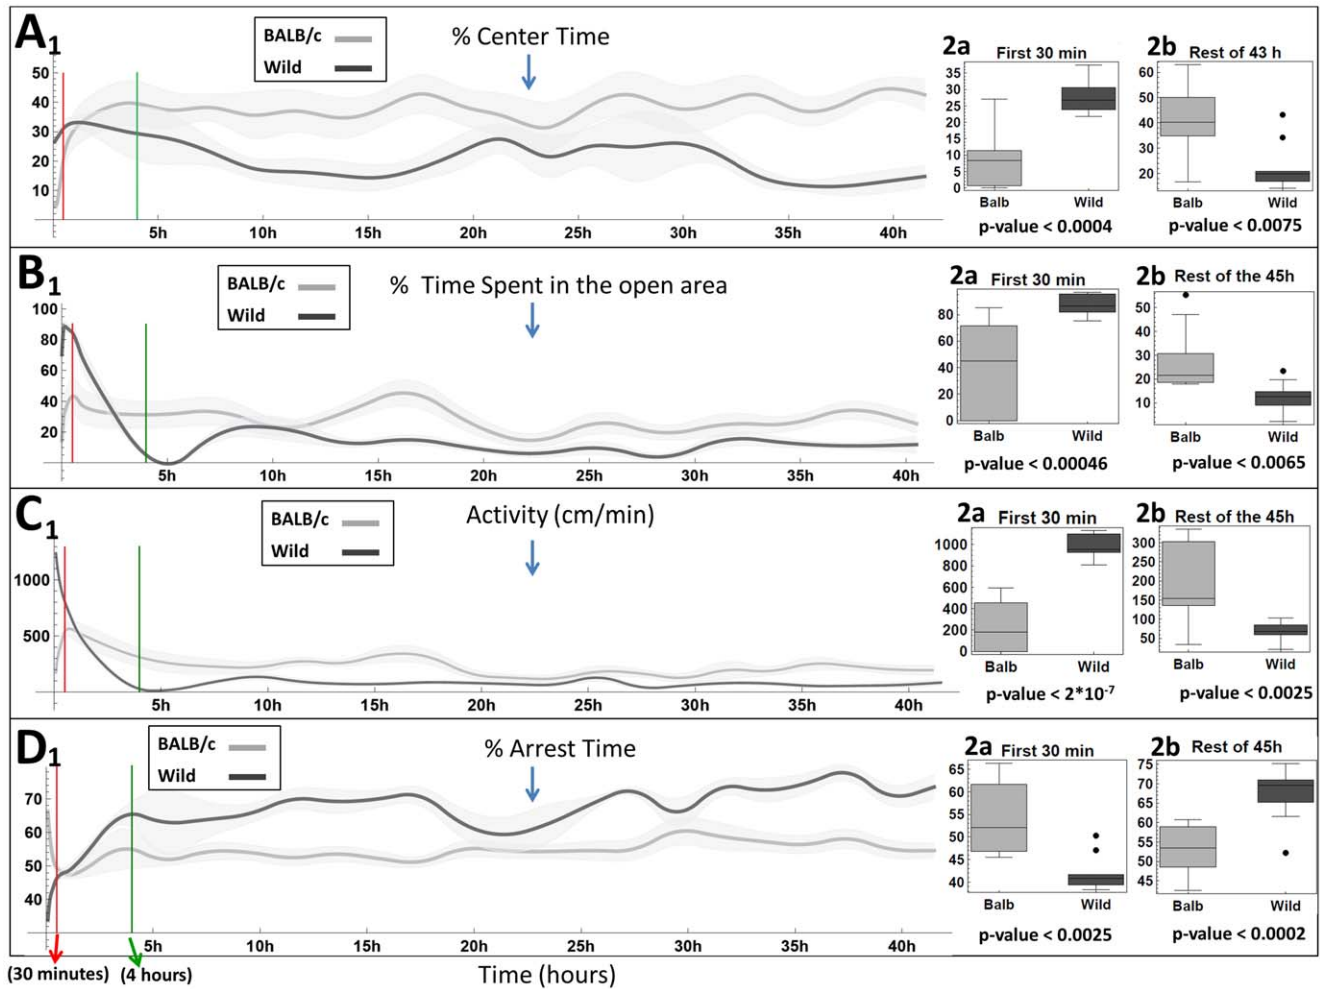 A1
BALB/c
Wild
% Center Time
50
40
30
20
10
5h 10h 15h 20h 25h 30h 35h 40h
2a First 30 min
35
30
25
20
15
10
5
0
Balb Wild
p-value < 0.0004
2b Rest of 43 h
60
50
40
30
20
Balb Wild
p-value < 0.0075
B1
BALB/c
Wild
% Time Spent in the open area
100
80
60
40
20
5h 10h 15h 20h 25h 30h 35h 40h
2a First 30 min
80
60
40
20
0
Balb Wild
p-value < 0.00046
2b Rest of the 45h
50
40
30
20
10
Balb Wild
p-value < 0.0065
C1
BALB/c
Wild
Activity (cm/min)
1000
500
5h 10h 15h 20h 25h 30h 35h 40h
2a First 30 min
1000
800
600
400
200
0
Balb Wild
p-value < 2*10-7
2b Rest of the 45h
300
250
200
150
100
50
Balb Wild
p-value < 0.0025
D1
BALB/c
Wild
% Arrest Time
70
60
50
40
5h 10h 15h 20h 25h 30h 35h 40h
(30 minutes) (4 hours) Time (hours)
2a First 30 min
65
60
55
50
45
40
Balb Wild
p-value < 0.0025
2b Rest of 45h
75
70
65
60
55
50
45
Balb Wild
p-value < 0.0002